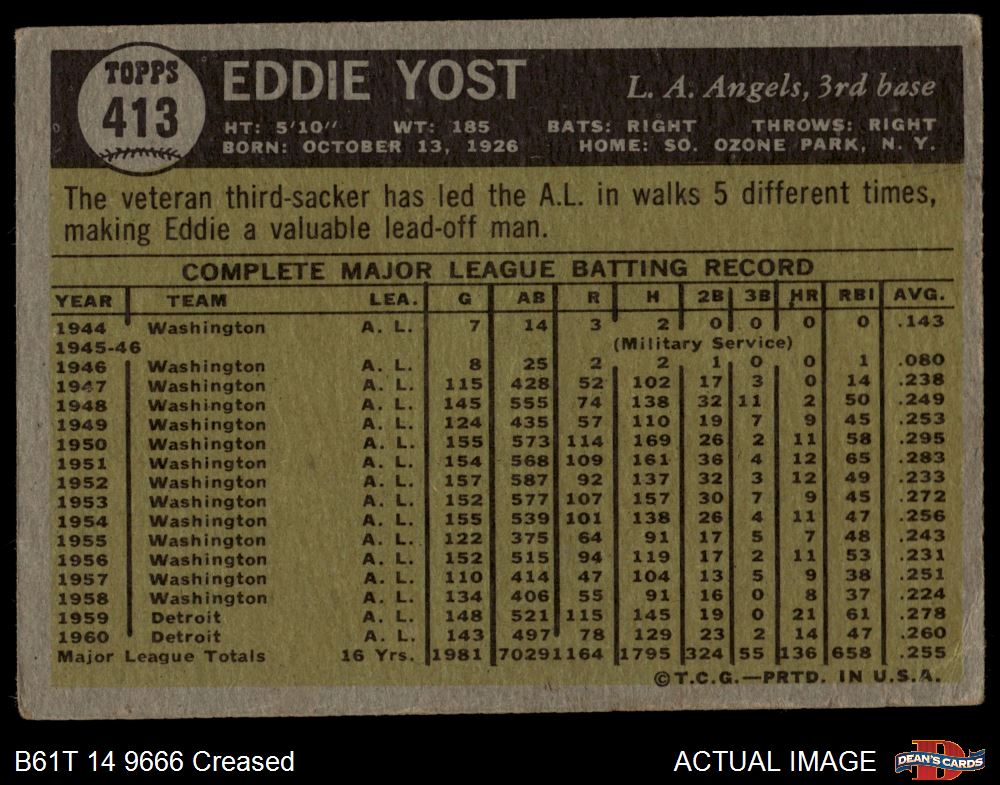 TOPPS
413
EDDIE YOST
L. A. Angels, 3rd base
HT: 5'10" WT: 185 BATS: RIGHT THROWS: RIGHT
BORN: OCTOBER 13, 1926 HOME: SO. OZONE PARK, N. Y.
The veteran third-sacker has led the A.L. in walks 5 different times,
making Eddie a valuable lead-off man.
COMPLETE MAJOR LEAGUE BATTING RECORD
YEAR TEAM LEA. G AB R H 2B 3B HR RBI AVG.
1944 Washington A. L. 7 14 3 2 0 0 0 0 .143
1945-46 (Military Service)
1946 Washington A. L. 8 25 2 2 1 0 0 1 .080
1947 Washington A. L. 115 428 52 102 17 3 0 14 .238
1948 Washington A. L. 145 555 74 138 32 11 2 50 .249
1949 Washington A. L. 124 435 57 110 19 7 9 45 .253
1950 Washington A. L. 155 573 114 169 26 2 11 58 .295
1951 Washington A. L. 154 568 109 161 36 4 12 65 .283
1952 Washington A. L. 157 587 92 137 32 3 12 49 .233
1953 Washington A. L. 152 577 107 157 30 7 9 45 .272
1954 Washington A. L. 155 539 101 138 26 4 11 47 .256
1955 Washington A. L. 122 375 64 91 17 5 7 48 .243
1956 Washington A. L. 152 515 94 119 17 2 11 53 .231
1957 Washington A. L. 110 414 47 104 13 5 9 38 .251
1958 Washington A. L. 134 406 55 91 16 0 8 37 .224
1959 Detroit A. L. 148 521 115 145 19 0 21 61 .278
1960 Detroit A. L. 143 497 78 129 23 2 14 47 .260
Major League Totals 16 Yrs. 1981 7029 1164 1795 324 55 136 658 .255
©T.C.G.—PRTD. IN U.S.A.
B61T 14 9666 Creased ACTUAL IMAGE
D
DEAN'S CARDS